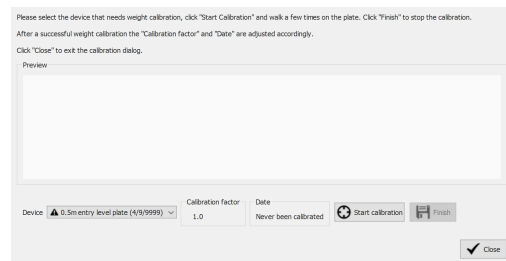 Please select the device that needs weight calibration, click "Start Calibration" and walk a few times on the plate. Click "Finish" to stop the calibration.
After a successful weight calibration the "Calibration factor" and "Date" are adjusted accordingly.
Click "Close" to exit the calibration dialog.
Preview
Calibration factor Date
Device 0.5m entry level plate (4/9/9999) 1.0 Never been calibrated Start calibration Finish
Close